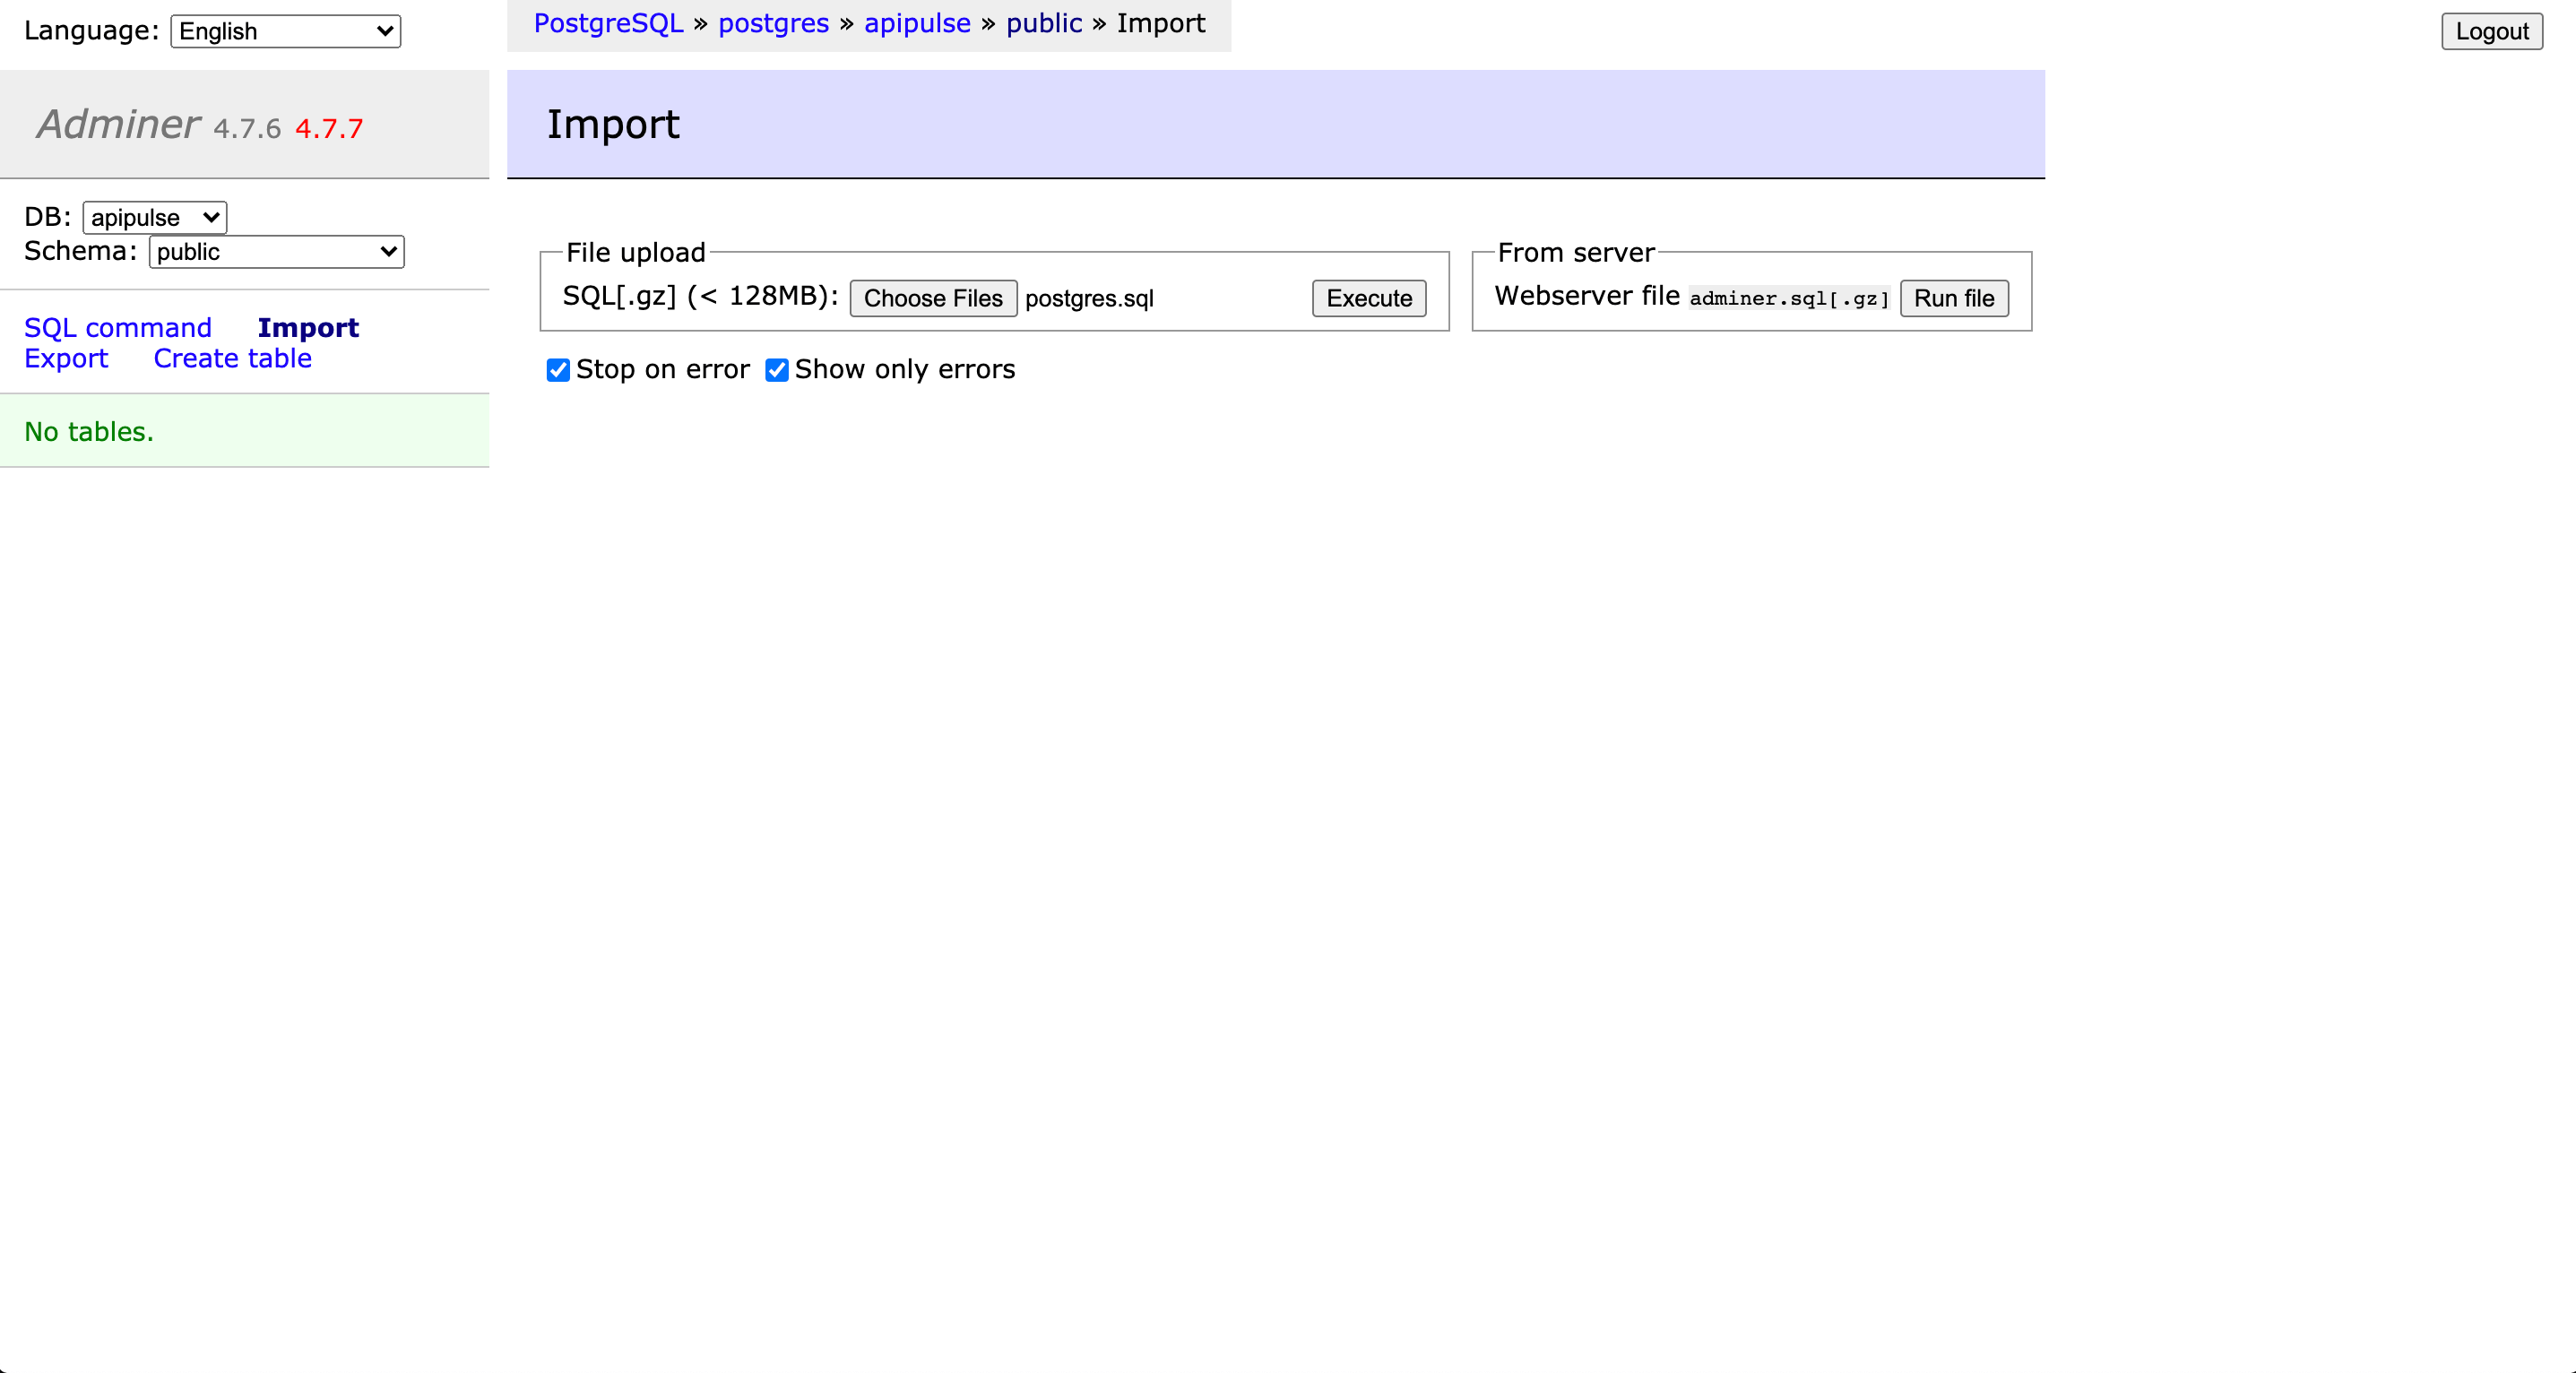 Language: English
PostgreSQL » postgres » apipulse » public » Import
Logout
Adminer 4.7.6 4.7.7
Import
DB: apipulse
Schema: public
SQL command Import
Export Create table
No tables.
File upload
SQL[.gz] (< 128MB): Choose Files postgres.sql Execute
From server
Webserver file adminer.sql[.gz] Run file
Stop on error Show only errors